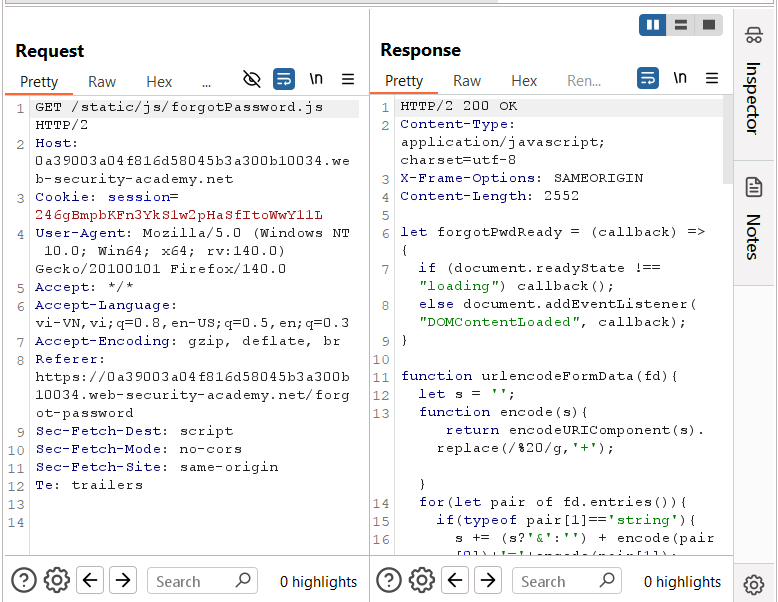 Request
Pretty Raw Hex ... \n
1 GET /static/js/forgotPassword.js
HTTP/2
2 Host:
0a39003a04f816d58045b3a300b10034.we
b-security-academy.net
3 Cookie: session=
246gBmpbKFn3YkSlw2pHaSfItoWwYllL
4 User-Agent: Mozilla/5.0 (Windows NT
10.0; Win64; x64; rv:140.0)
Gecko/20100101 Firefox/140.0
5 Accept: */*
6 Accept-Language:
vi-VN,vi;q=0.8,en-US;q=0.5,en;q=0.3
7 Accept-Encoding: gzip, deflate, br
8 Referer:
https://0a39003a04f816d58045b3a300b
10034.web-security-academy.net/forg
ot-password
9 Sec-Fetch-Dest: script
10 Sec-Fetch-Mode: no-cors
11 Sec-Fetch-Site: same-origin
12 Te: trailers
13
14
Search 0 highlights
Response
Pretty Raw Hex Ren... \n
1 HTTP/2 200 OK
2 Content-Type:
application/javascript;
charset=utf-8
3 X-Frame-Options: SAMEORIGIN
4 Content-Length: 2552
5
6 let forgotPwdReady = (callback) =>
{
7 if (document.readyState !==
"loading") callback();
8 else document.addEventListener(
"DOMContentLoaded", callback);
9 }
10
11 function urlencodeFormData(fd){
12 let s = '';
13 function encode(s){
return encodeURIComponent(s).
replace(/%20/g,'+');
}
14 for(let pair of fd.entries()){
15 if(typeof pair[1]=='string'){
16 s += (s?'&':'') + encode(pair
Search 0 highlights
Inspector
Notes